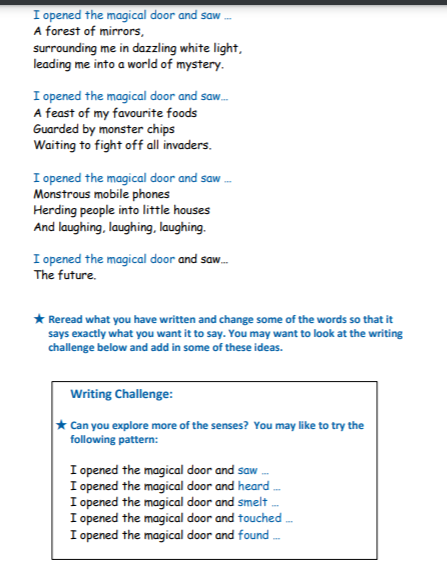 I opened the magical door and saw ...
A forest of mirrors,
surrounding me in dazzling white light,
leading me into a world of mystery.
I opened the magical door and saw...
A feast of my favourite foods
Guarded by monster chips
Waiting to fight off all invaders.
I opened the magical door and saw ...
Monstrous mobile phones
Herding people into little houses
And laughing, laughing, laughing.
I opened the magical door and saw...
The future.
★ Reread what you have written and change some of the words so that it
says exactly what you want it to say. You may want to look at the writing
challenge below and add in some of these ideas.
Writing Challenge:
★ Can you explore more of the senses? You may like to try the
following pattern:
I opened the magical door and saw ...
I opened the magical door and heard ...
I opened the magical door and smelt ...
I opened the magical door and touched ...
I opened the magical door and found ...